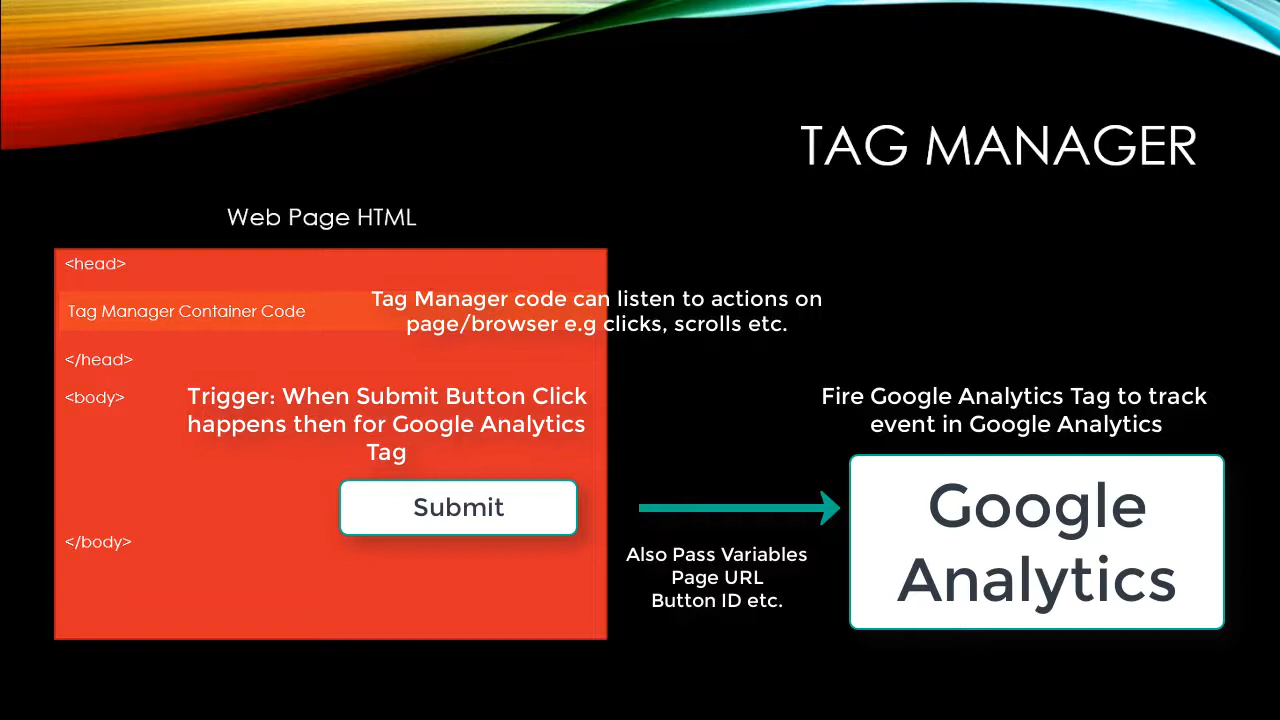 TAG MANAGER
Web Page HTML
<head>
Tag Manager Container Code
Tag Manager code can listen to actions on
page/browser e.g clicks, scrolls etc.
</head>
<body>
Trigger: When Submit Button Click
happens then for Google Analytics
Tag
Submit
</body>
Also Pass Variables
Page URL
Button ID etc.
Fire Google Analytics Tag to track
event in Google Analytics
Google
Analytics